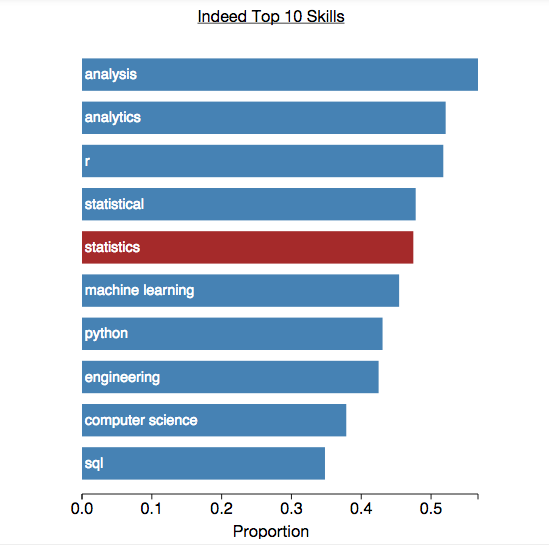 Indeed Top 10 Skills
analysis
analytics
r
statistical
statistics
machine learning
python
engineering
computer science
sql
0.0 0.1 0.2 0.3 0.4 0.5
Proportion